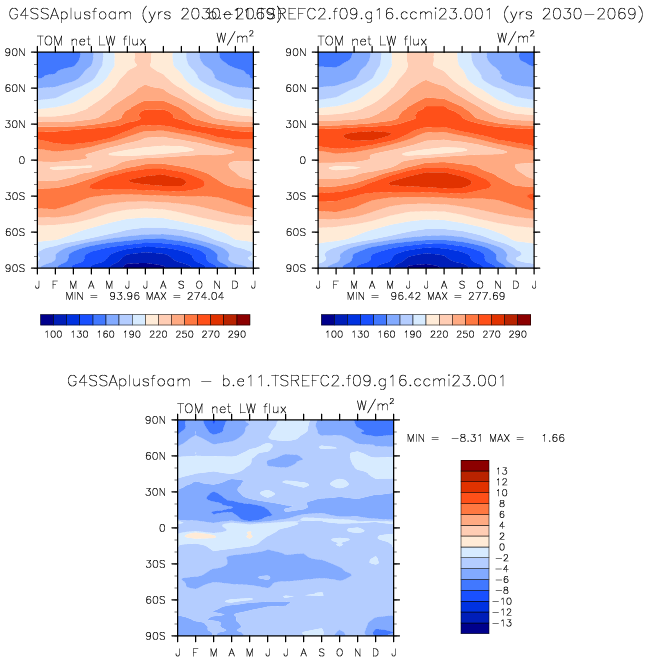 G4SSAplusfoam (yrs 2030-2069)
b.e11.TSREFC2.f09.g16.ccmi23.001 (yrs 2030-2069)
TOM net LW flux W/m²
TOM net LW flux W/m²
90N
60N
30N
0
30S
60S
90S
J F M A M J J A S O N D J
MIN = 93.96 MAX = 274.04
100 130 160 190 220 250 270 290
90N
60N
30N
0
30S
60S
90S
J F M A M J J A S O N D J
MIN = 96.42 MAX = 277.69
100 130 160 190 220 250 270 290
G4SSAplusfoam - b.e11.TSREFC2.f09.g16.ccmi23.001
TOM net LW flux W/m²
90N
60N
30N
0
30S
60S
90S
J F M A M J J A S O N D J
MIN = -8.31 MAX = 1.66
13
12
10
8
6
4
2
0
-2
-4
-6
-8
-10
-12
-13